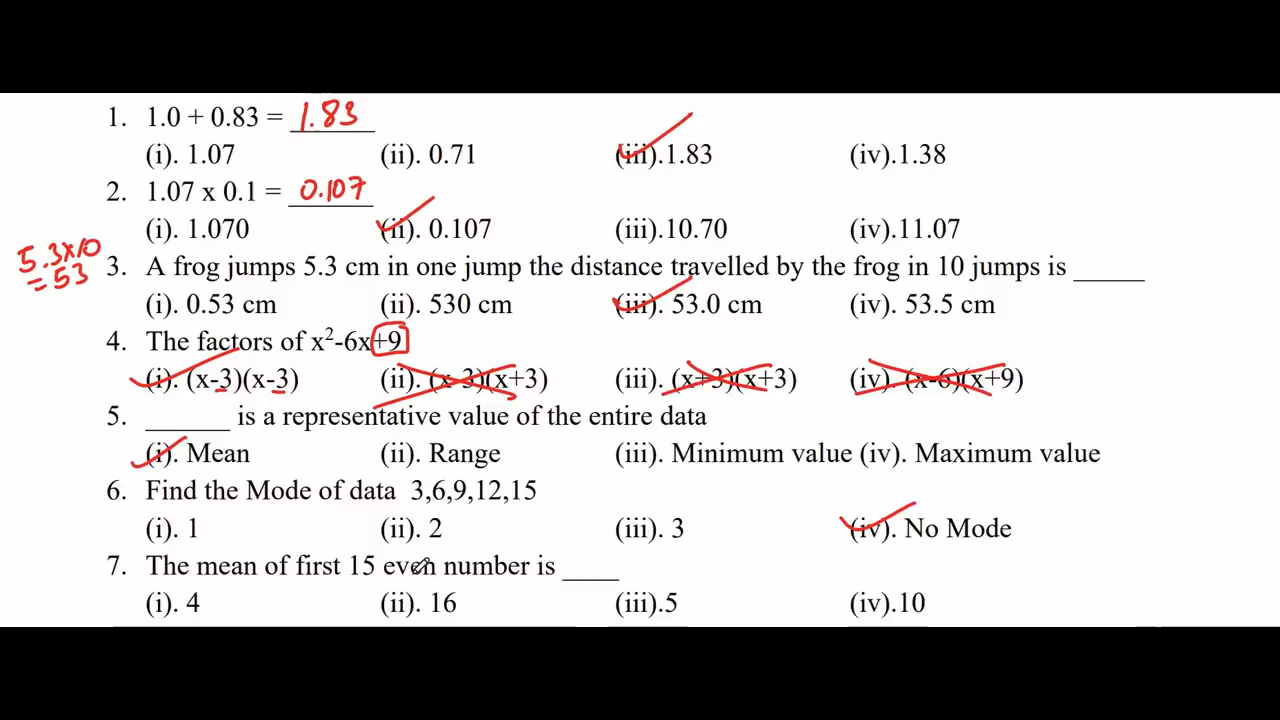 1. 1.0 + 0.83 = 1.83
(i). 1.07 (ii). 0.71 (iii).1.83 (iv).1.38
2. 1.07 x 0.1 = 0.107
(i). 1.070 (ii). 0.107 (iii).10.70 (iv).11.07
5.3x10
= 53
3. A frog jumps 5.3 cm in one jump the distance travelled by the frog in 10 jumps is _____
(i). 0.53 cm (ii). 530 cm (iii). 53.0 cm (iv). 53.5 cm
4. The factors of x²-6x+9
(i). (x-3)(x-3) (ii). (x-3)(x+3) (iii). (x+3)(x+3) (iv). (x-6)(x+9)
5. ______ is a representative value of the entire data
(i). Mean (ii). Range (iii). Minimum value (iv). Maximum value
6. Find the Mode of data 3,6,9,12,15
(i). 1 (ii). 2 (iii). 3 (iv). No Mode
7. The mean of first 15 even number is ____
(i). 4 (ii). 16 (iii).5 (iv).10